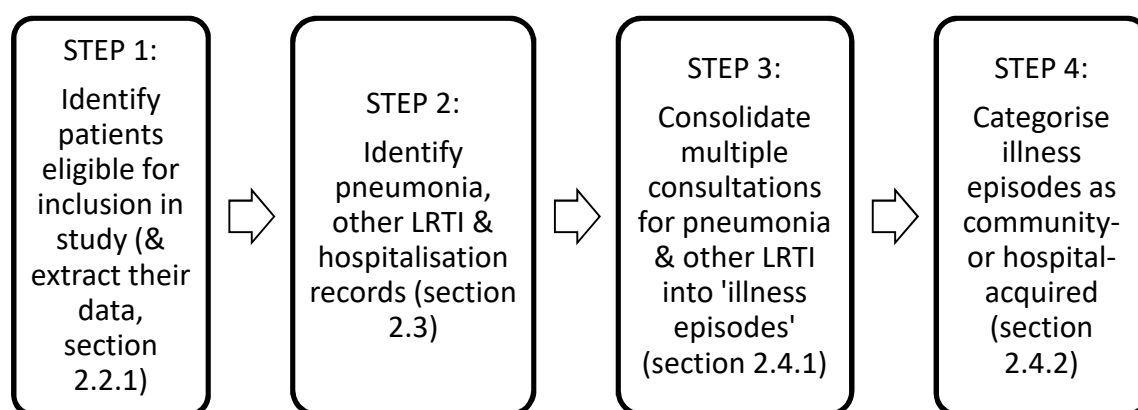 STEP 1:
Identify
patients
eligible for
inclusion in
study (&
extract their
data,
section
2.2.1)
STEP 2:
Identify
pneumonia,
other LRTI &
hospitalisation
records (section
2.3)
STEP 3:
Consolidate
multiple
consultations
for pneumonia
& other LRTI
into 'illness
episodes'
(section 2.4.1)
STEP 4:
Categorise
illness
episodes as
community-
or hospital-
acquired
(section
2.4.2)